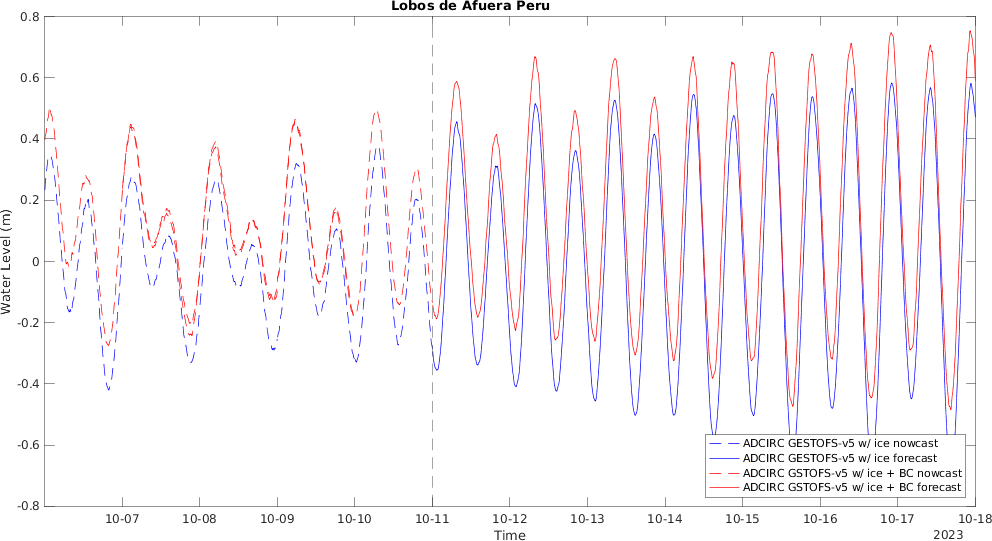 Lobos de Afuera Peru
0.8
0.6
0.4
0.2
0
-0.2
-0.4
-0.6
-0.8
Water Level (m)
ADCIRC GESTOFS-v5 w/ ice nowcast
ADCIRC GESTOFS-v5 w/ ice forecast
ADCIRC GSTOFS-v5 w/ ice + BC nowcast
ADCIRC GSTOFS-v5 w/ ice + BC forecast
10-07 10-08 10-09 10-10 10-11 10-12 10-13 10-14 10-15 10-16 10-17 10-18
Time
2023